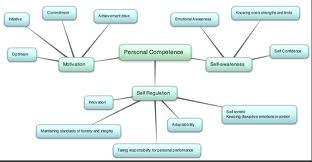 Commitment
Achievement drive
Initiative
Optimism
Motivation
Personal Competence
Emotional Awareness
Knowing one's strengths and limits
Self Confidence
Self-awareness
Self Regulation
Innovation
Self control
Keeping disruptive emotions in control
Adaptability
Maintaining standards of honesty and integrity
Taking responsibility for personal performance